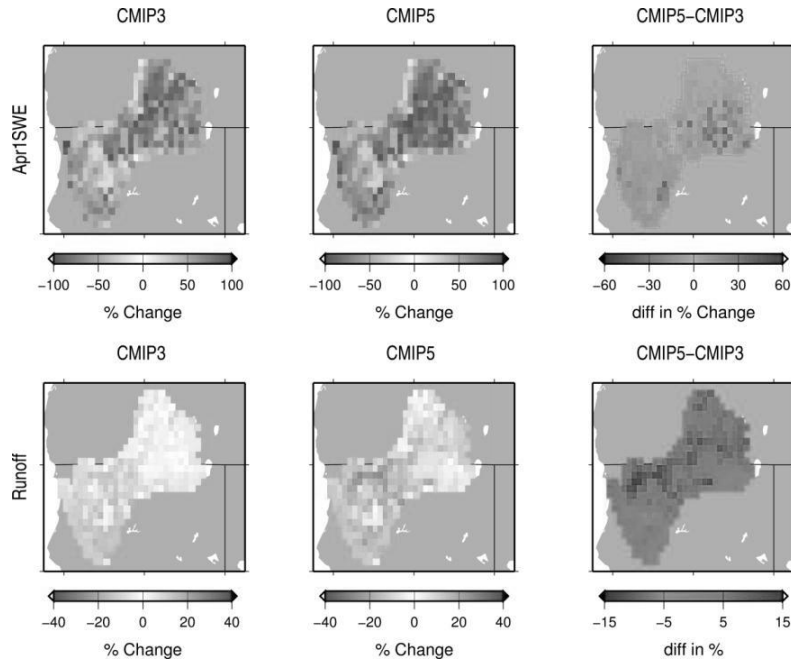 CMIP3 CMIP5 CMIP5−CMIP3
Apr1SWE
−100 −50 0 50 100 −100 −50 0 50 100 −60 −30 0 30 60
% Change % Change diff in % Change
CMIP3 CMIP5 CMIP5−CMIP3
Runoff
−40 −20 0 20 40 −40 −20 0 20 40 −15 −5 5 15
% Change % Change diff in %